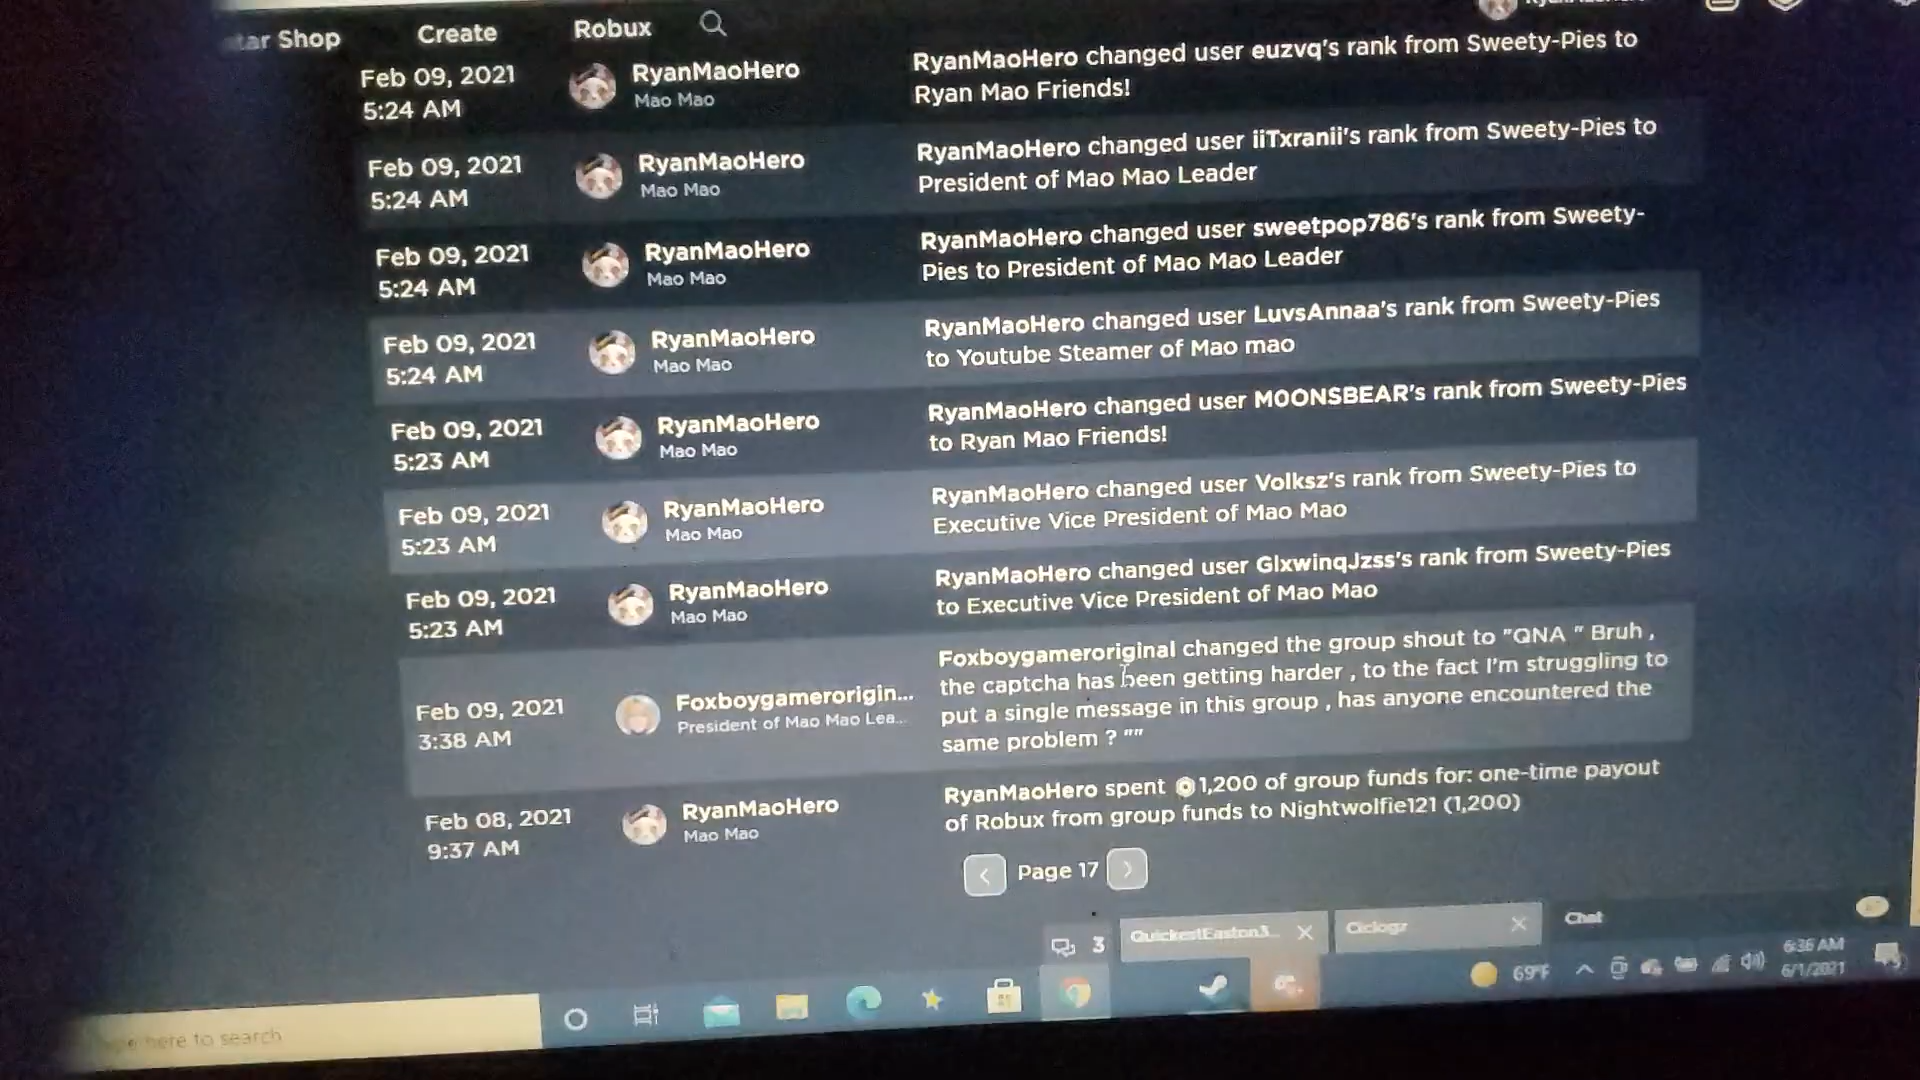 Shop Create Robux
Feb 09, 2021
5:24 AM
RyanMaoHero
Mao Mao
RyanMaoHero changed user euzvq's rank from Sweety-Pies to
Ryan Mao Friends!
Feb 09, 2021
5:24 AM
RyanMaoHero
Mao Mao
RyanMaoHero changed user iiTxranii's rank from Sweety-Pies to
President of Mao Mao Leader
Feb 09, 2021
5:24 AM
RyanMaoHero
Mao Mao
RyanMaoHero changed user sweetpop786's rank from Sweety-
Pies to President of Mao Mao Leader
Feb 09, 2021
5:24 AM
RyanMaoHero
Mao Mao
RyanMaoHero changed user LuvsAnnaa's rank from Sweety-Pies
to Youtube Steamer of Mao mao
Feb 09, 2021
5:23 AM
RyanMaoHero
Mao Mao
RyanMaoHero changed user M0ONSBEAR's rank from Sweety-Pies
to Ryan Mao Friends!
Feb 09, 2021
5:23 AM
RyanMaoHero
Mao Mao
RyanMaoHero changed user Volksz's rank from Sweety-Pies to
Executive Vice President of Mao Mao
Feb 09, 2021
5:23 AM
RyanMaoHero
Mao Mao
RyanMaoHero changed user GlxwinqJzss's rank from Sweety-Pies
to Executive Vice President of Mao Mao
Feb 09, 2021
3:38 AM
Foxboygamerorigin...
President of Mao Mao Lea...
Foxboygameroriginal changed the group shout to "QNA " Bruh ,
the captcha has been getting harder , to the fact I'm struggling to
put a single message in this group , has anyone encountered the
same problem ? ""
Feb 08, 2021
9:37 AM
RyanMaoHero
Mao Mao
RyanMaoHero spent 1,200 of group funds for: one-time payout
of Robux from group funds to Nightwolfie121 (1,200)
< Page 17 >
3
QuickestEaston3... ×
Ciclogr ×
Chat
here to search
69°F
6:36 AM
6/1/2021